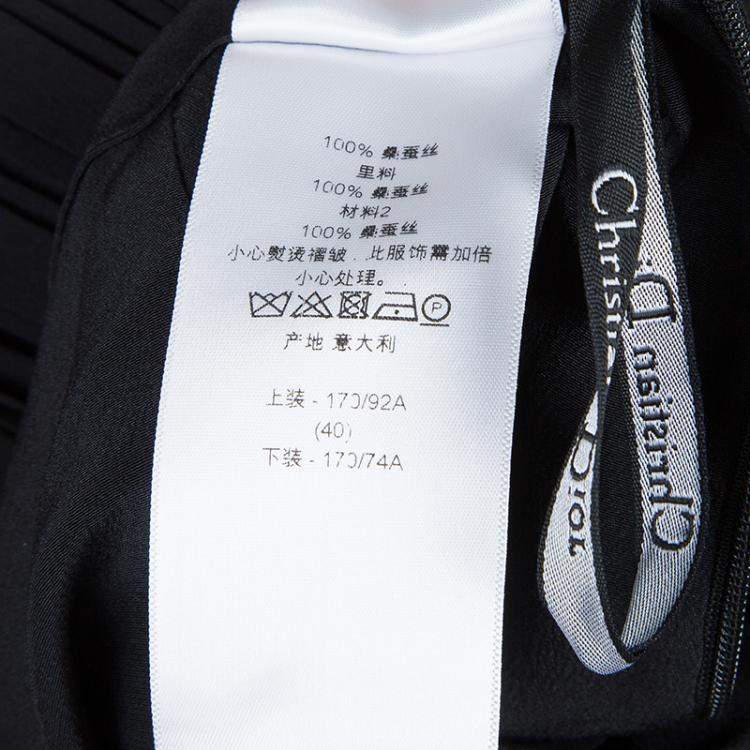 100% 桑蚕丝
里料
100% 桑蚕丝
材料2
100% 桑蚕丝
小心熨烫褶皱．此服饰需加倍
小心处理。
P
产地 意大利
上装 - 170/92A
(40)
下装 - 170/74A
Christian Dior
Christian D